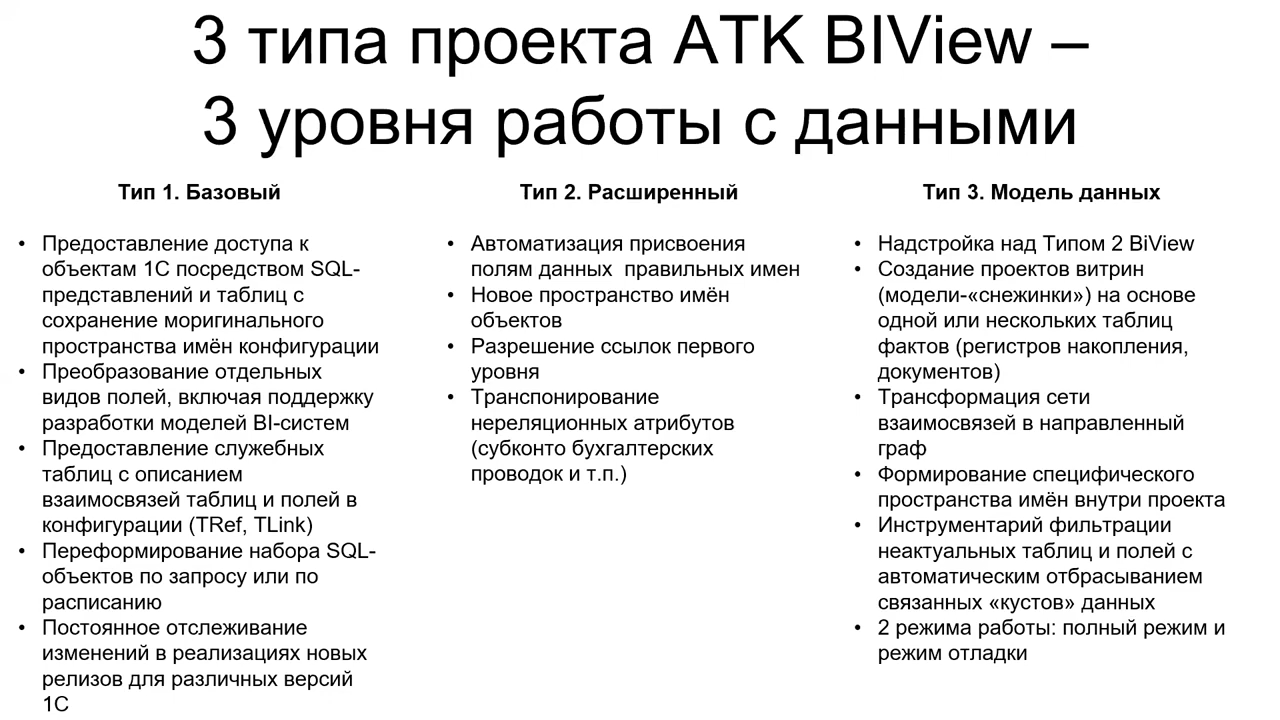 3 типа проекта АТК BIView –
3 уровня работы с данными
Тип 1. Базовый
• Предоставление доступа к
объектам 1С посредством SQL-
представлений и таблиц с
сохранение моригинального
пространства имён конфигурации
• Преобразование отдельных
видов полей, включая поддержку
разработки моделей BI-систем
• Предоставление служебных
таблиц с описанием
взаимосвязей таблиц и полей в
конфигурации (TRef, TLink)
• Переформирование набора SQL-
объектов по запросу или по
расписанию
• Постоянное отслеживание
изменений в реализациях новых
релизов для различных версий
1С
Тип 2. Расширенный
• Автоматизация присвоения
полям данных  правильных имен
• Новое пространство имён
объектов
• Разрешение ссылок первого
уровня
• Транспонирование
нереляционных атрибутов
(субконто бухгалтерских
проводок и т.п.)
Тип 3. Модель данных
• Надстройка над Типом 2 BiView
• Создание проектов витрин
(модели-«снежинки») на основе
одной или нескольких таблиц
фактов (регистров накопления,
документов)
• Трансформация сети
взаимосвязей в направленный
граф
• Формирование специфического
пространства имён внутри проекта
• Инструментарий фильтрации
неактуальных таблиц и полей с
автоматическим отбрасыванием
связанных «кустов» данных
• 2 режима работы: полный режим и
режим отладки